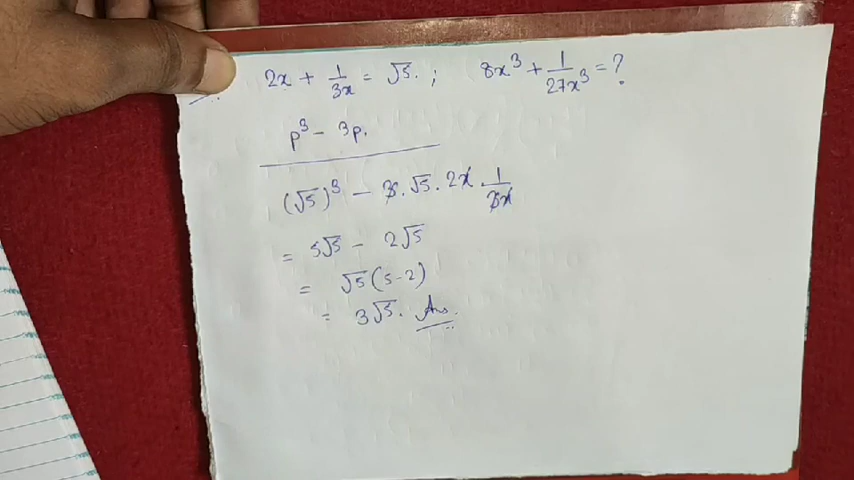 2x + 1/3x = √5. ; 8x³ + 1/27x³ = ?
p³ − 3p.
(√5)³ − 3.√5.2x.1/3x
= 5√5 − 2√5
= √5(5-2)
= 3√5. Ans.